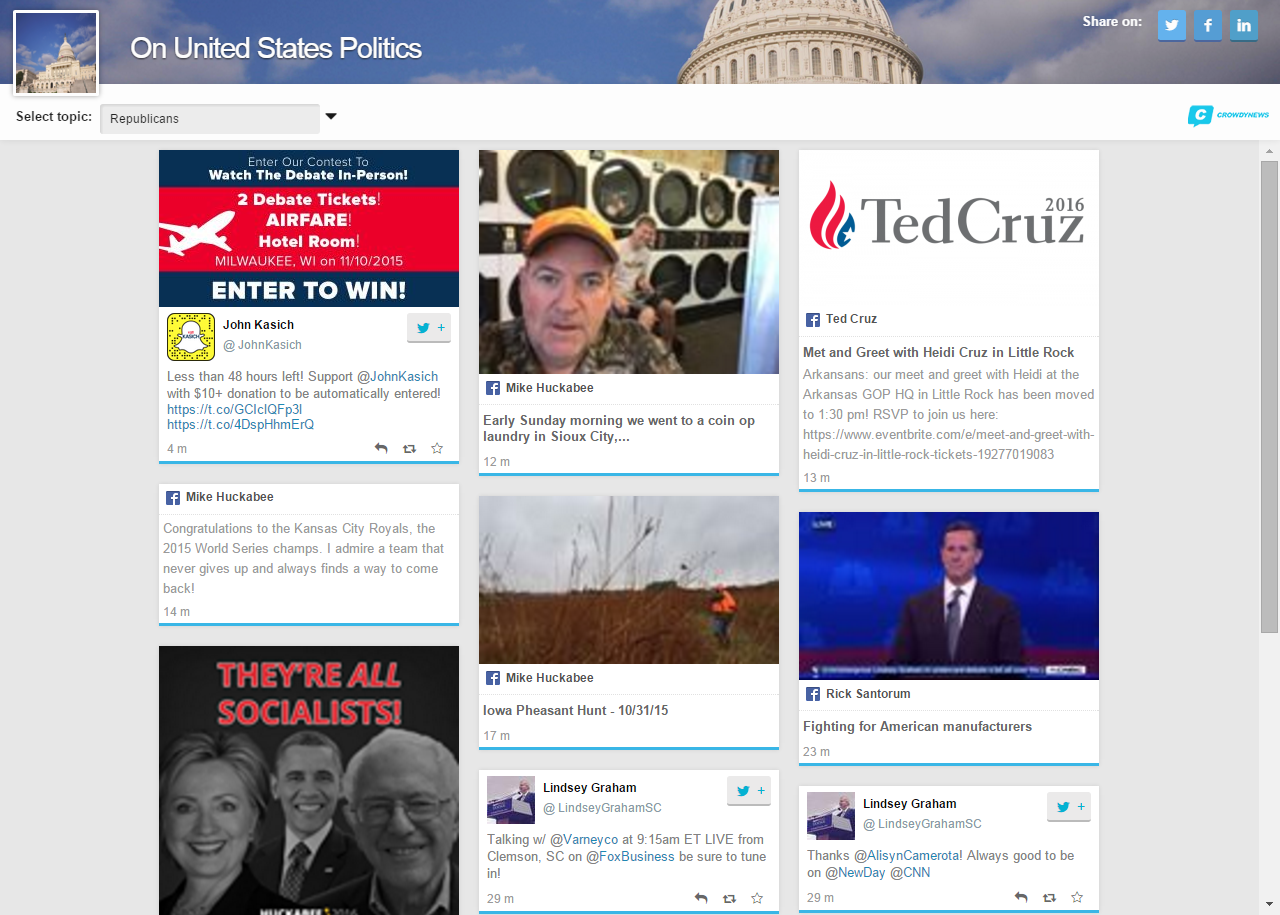 On United States Politics
Share on:
Select topic:
Republicans
CROWDYNEWS
Enter Our Contest To
Watch The Debate In-Person!
2 Debate Tickets!
AIRFARE!
Hotel Room!
MILWAUKEE, WI on 11/10/2015
ENTER TO WIN!
KASICH
John Kasich
@JohnKasich
+
Less than 48 hours left! Support @JohnKasich
with $10+ donation to be automatically entered!
https://t.co/GCIclQFp3l
https://t.co/4DspHhmErQ
4 m
Mike Huckabee
Congratulations to the Kansas City Royals, the
2015 World Series champs. I admire a team that
never gives up and always finds a way to come
back!
14 m
THEY'RE ALL
SOCIALISTS!
HUCKABEE 2016
Mike Huckabee
Early Sunday morning we went to a coin op
laundry in Sioux City,...
12 m
Mike Huckabee
Iowa Pheasant Hunt - 10/31/15
17 m
Lindsey Graham
@LindseyGrahamSC
+
Talking w/ @Varneyco at 9:15am ET LIVE from
Clemson, SC on @FoxBusiness be sure to tune
in!
29 m
2016
TedCruz
Ted Cruz
Met and Greet with Heidi Cruz in Little Rock
Arkansans: our meet and greet with Heidi at the
Arkansas GOP HQ in Little Rock has been moved
to 1:30 pm! RSVP to join us here:
https://www.eventbrite.com/e/meet-and-greet-with-
heidi-cruz-in-little-rock-tickets-19277019083
13 m
LIVE
Rick Santorum
Fighting for American manufacturers
23 m
Lindsey Graham
@LindseyGrahamSC
+
Thanks @AlisynCamerota! Always good to be
on @NewDay @CNN
29 m